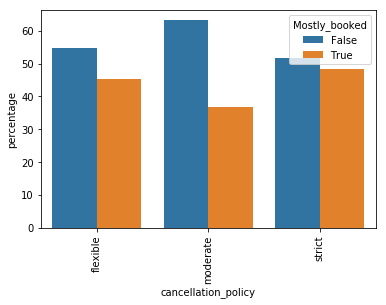 Mostly_booked
False
True
percentage
60
50
40
30
20
10
0
flexible
moderate
strict
cancellation_policy